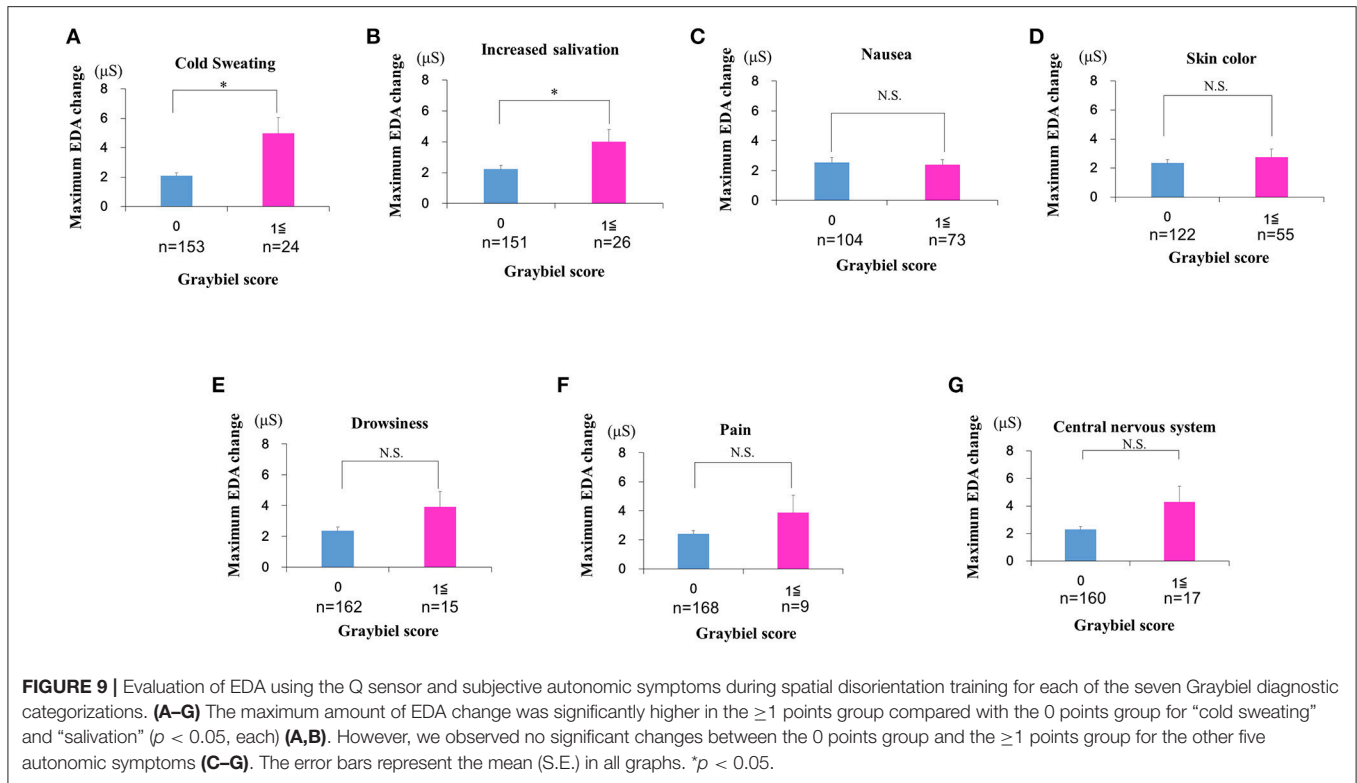 A
Cold Sweating
(μS)
Maximum EDA change
8
6
4
2
0
*
0
1≦
n=153
n=24
Graybiel score
B
Increased salivation
(μS)
Maximum EDA change
8
6
4
2
0
*
0
1≦
n=151
n=26
Graybiel score
C
Nausea
(μS)
Maximum EDA change
8
6
4
2
0
N.S.
0
1≦
n=104
n=73
Graybiel score
D
Skin color
(μS)
Maximum EDA change
8
6
4
2
0
N.S.
0
1≦
n=122
n=55
Graybiel score
E
Drowsiness
(μS)
Maximum EDA change
8
6
4
2
0
N.S.
0
1≦
n=162
n=15
Graybiel score
F
Pain
(μS)
Maximum EDA change
8
6
4
2
0
N.S.
0
1≦
n=168
n=9
Graybiel score
G
Central nervous system
(μS)
Maximum EDA change
8
6
4
2
0
N.S.
0
1≦
n=160
n=17
Graybiel score
FIGURE 9 | Evaluation of EDA using the Q sensor and subjective autonomic symptoms during spatial disorientation training for each of the seven Graybiel diagnostic
categorizations. (A–G) The maximum amount of EDA change was significantly higher in the ≥1 points group compared with the 0 points group for “cold sweating”
and “salivation” (p < 0.05, each) (A,B). However, we observed no significant changes between the 0 points group and the ≥1 points group for the other five
autonomic symptoms (C–G). The error bars represent the mean (S.E.) in all graphs. *p < 0.05.